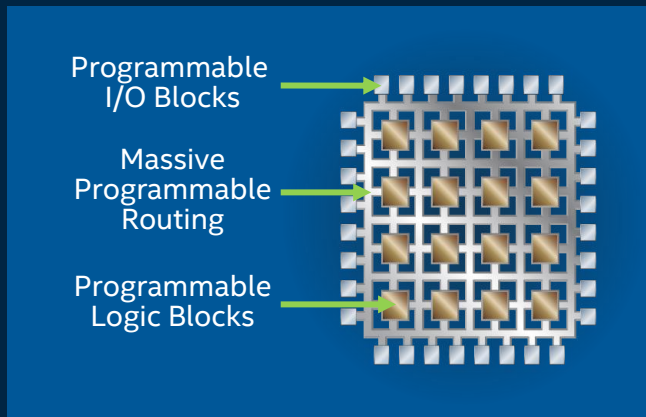 Programmable
I/O Blocks
Massive
Programmable
Routing
Programmable
Logic Blocks